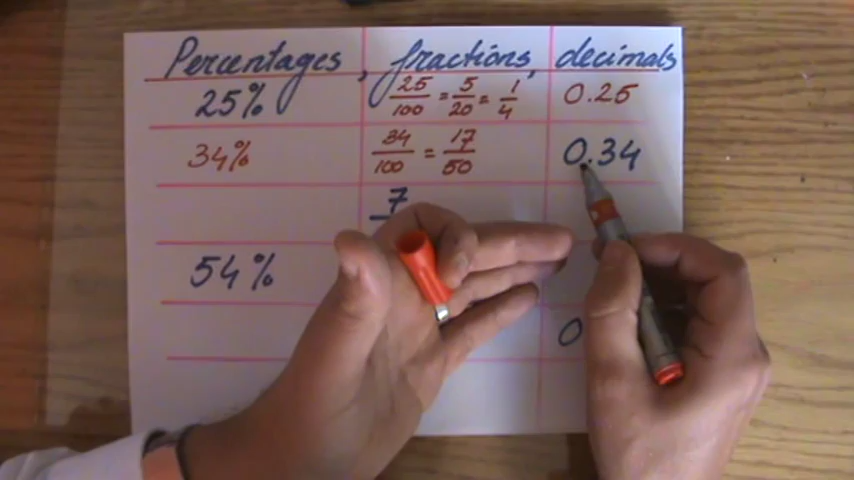 Percentages, fractions, decimals
25% 25/100 = 5/20 = 1/4 0.25
34% 34/100 = 17/50 0.34
7
54%
0